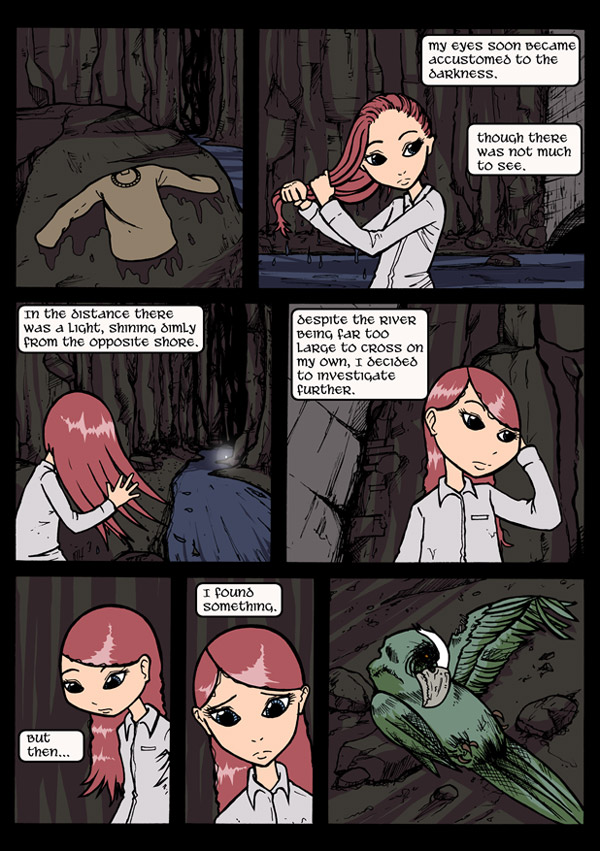 my eyes soon became
accustomed to the
darkness.
though there
was not much
to see.
In the distance there
was a light, shining dimly
from the opposite shore.
despite the river
being far too
large to cross on
my own, I decided
to investigate
further.
But
then...
I found
something.